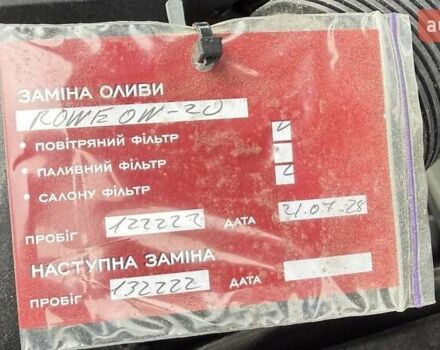 ЗАМІНА ОЛИВИ
ROWE 0W-20
• ПОВІТРЯНИЙ ФІЛЬТР
• ПАЛИВНИЙ ФІЛЬТР
• САЛОНУ ФІЛЬТР
ПРОБІГ 122222 ДАТА 21.07.28
НАСТУПНА ЗАМІНА
ПРОБІГ 132222 ДАТА